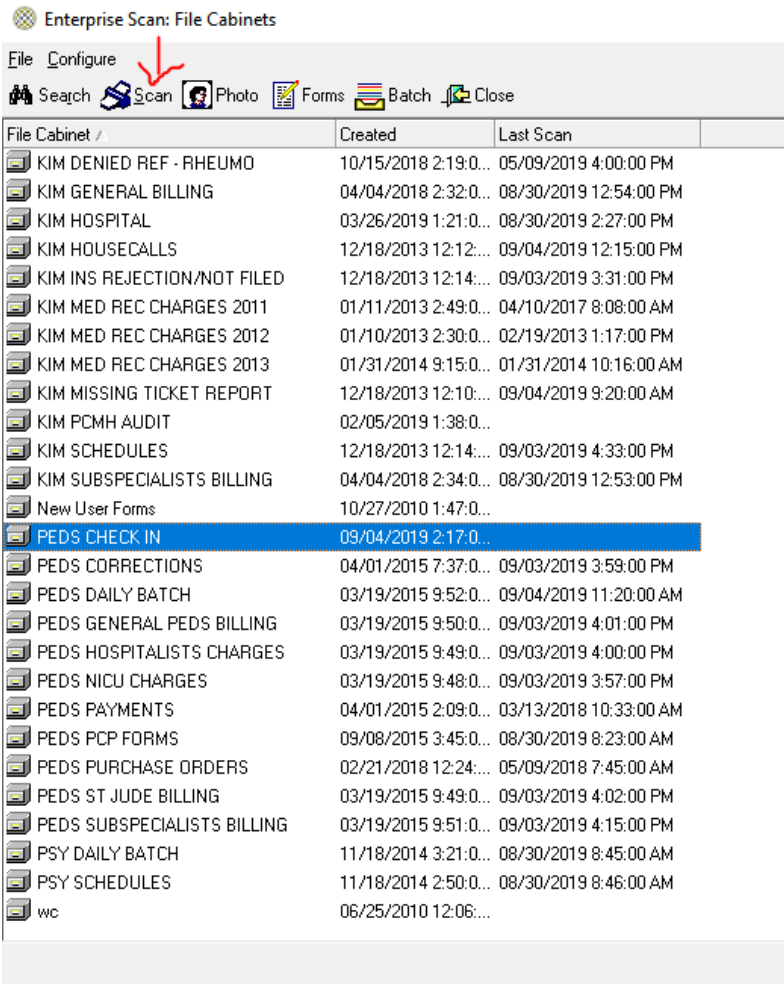 Enterprise Scan: File Cabinets
File Configure
Search Scan Photo Forms Batch Close
File Cabinet Created Last Scan
KIM DENIED REF - RHEUMO 10/15/2018 2:19:0... 05/09/2019 4:00:00 PM
KIM GENERAL BILLING 04/04/2018 2:32:0... 08/30/2019 12:54:00 PM
KIM HOSPITAL 03/26/2019 1:21:0... 08/30/2019 2:27:00 PM
KIM HOUSECALLS 12/18/2013 12:12:... 09/04/2019 12:15:00 PM
KIM INS REJECTION/NOT FILED 12/18/2013 12:14:... 09/03/2019 3:31:00 PM
KIM MED REC CHARGES 2011 01/11/2013 2:49:0... 04/10/2017 8:08:00 AM
KIM MED REC CHARGES 2012 01/10/2013 2:30:0... 02/19/2013 1:17:00 PM
KIM MED REC CHARGES 2013 01/31/2014 9:15:0... 01/31/2014 10:16:00 AM
KIM MISSING TICKET REPORT 12/18/2013 12:10:... 09/04/2019 9:20:00 AM
KIM PCMH AUDIT 02/05/2019 1:38:0...
KIM SCHEDULES 12/18/2013 12:14:... 09/03/2019 4:33:00 PM
KIM SUBSPECIALISTS BILLING 04/04/2018 2:34:0... 08/30/2019 12:53:00 PM
New User Forms 10/27/2010 1:47:0...
PEDS CHECK IN 09/04/2019 2:17:0...
PEDS CORRECTIONS 04/01/2015 7:37:0... 09/03/2019 3:59:00 PM
PEDS DAILY BATCH 03/19/2015 9:52:0... 09/04/2019 11:20:00 AM
PEDS GENERAL PEDS BILLING 03/19/2015 9:50:0... 09/03/2019 4:01:00 PM
PEDS HOSPITALISTS CHARGES 03/19/2015 9:49:0... 09/03/2019 4:00:00 PM
PEDS NICU CHARGES 03/19/2015 9:48:0... 09/03/2019 3:57:00 PM
PEDS PAYMENTS 04/01/2015 2:09:0... 03/13/2018 10:33:00 AM
PEDS PCP FORMS 09/08/2015 3:45:0... 08/30/2019 8:23:00 AM
PEDS PURCHASE ORDERS 02/21/2018 12:24:... 05/09/2018 7:45:00 AM
PEDS ST JUDE BILLING 03/19/2015 9:49:0... 09/03/2019 4:02:00 PM
PEDS SUBSPECIALISTS BILLING 03/19/2015 9:51:0... 09/03/2019 4:15:00 PM
PSY DAILY BATCH 11/18/2014 3:21:0... 08/30/2019 8:45:00 AM
PSY SCHEDULES 11/18/2014 2:50:0... 08/30/2019 8:46:00 AM
wc 06/25/2010 12:06:...